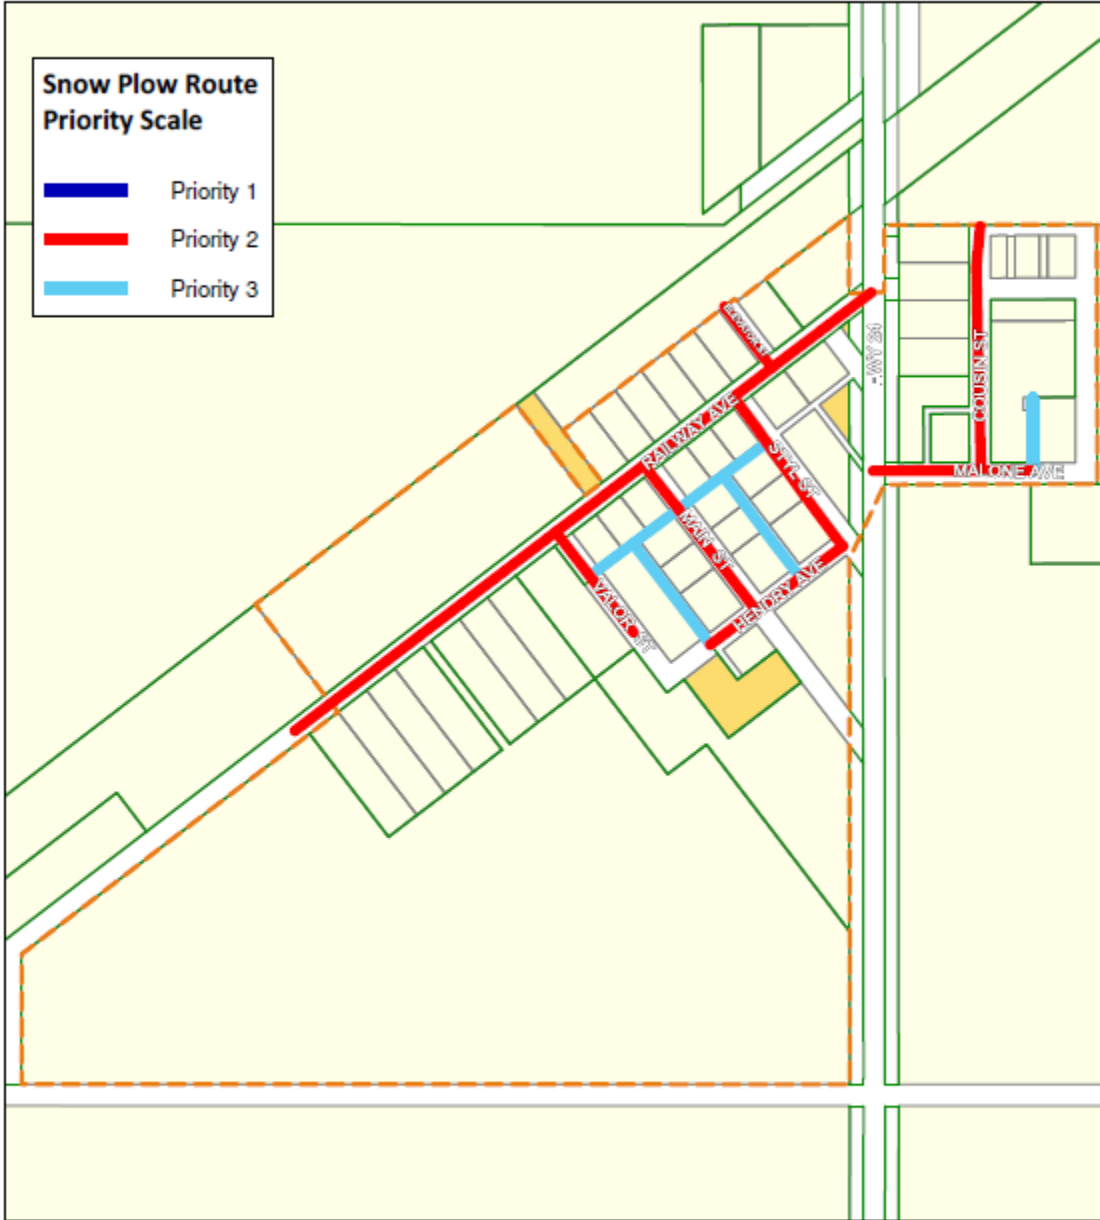 Snow Plow Route
Priority Scale
Priority 1
Priority 2
Priority 3
RAILWAY AVE
COUSIN ST
MALONE AVE
STYL ST
MAIN ST
HENDRY AVE
VALOR ST